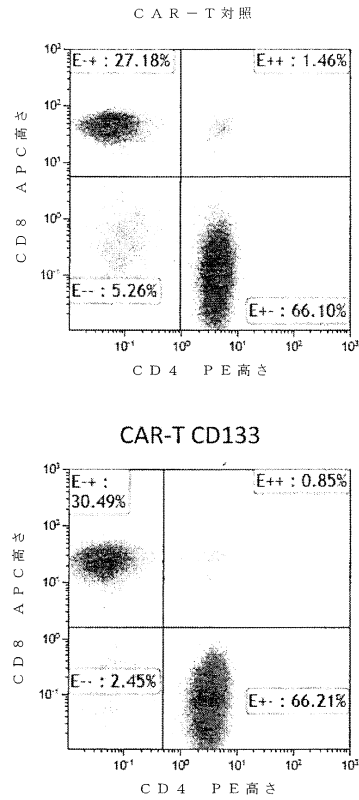 CAR－T対照
E-+ : 27.18%
E++ : 1.46%
10³
10²
10³
10⁵
10⁻¹
E-- : 5.26%
E+- : 66.10%
10⁻¹ 10⁰ 10¹ 10² 10³
CD8 APC高さ
CD4 PE高さ
CAR-T CD133
E-+ :
30.49%
E++ : 0.85%
10³
10²
10¹
10⁰
10⁻¹
E-- : 2.45%
E+- : 66.21%
10⁻¹ 10⁰ 10¹ 10² 10³
CD8 APC高さ
CD4 PE高さ